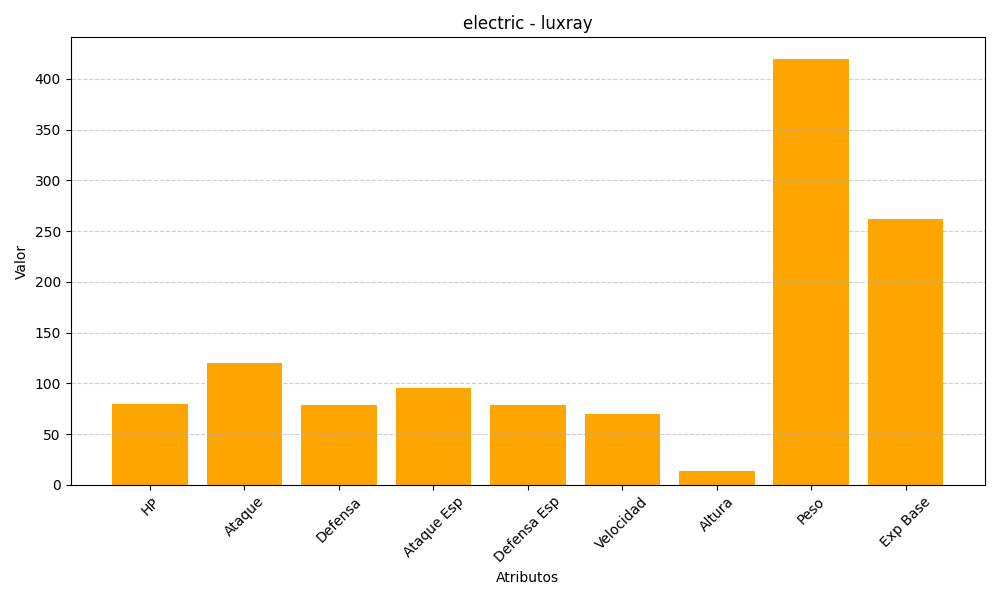 electric - luxray
Valor
400
350
300
250
200
150
100
50
0
HP
Ataque
Defensa
Ataque Esp
Defensa Esp
Velocidad
Altura
Peso
Exp Base
Atributos